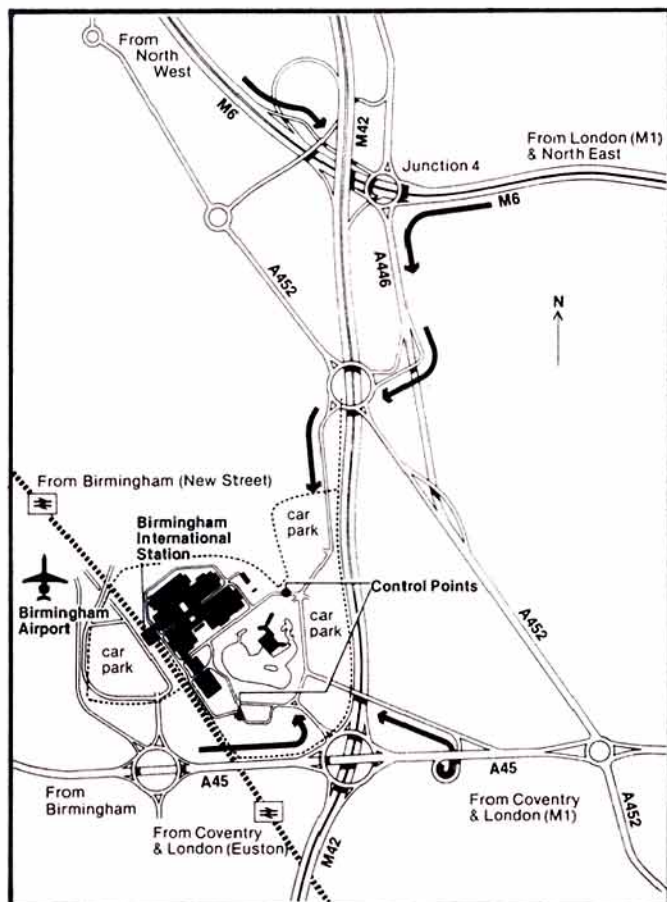 From
North
West
M6
M42
From London (M1)
& North East
Junction 4
M6
A452
A446
N
From Birmingham (New Street)
Birmingham
International
Station
car
park
Control Points
Birmingham
Airport
car
park
car
park
A452
A45
A45
From
Birmingham
From Coventry
& London (M1)
From Coventry
& London (Euston)
M42
A452